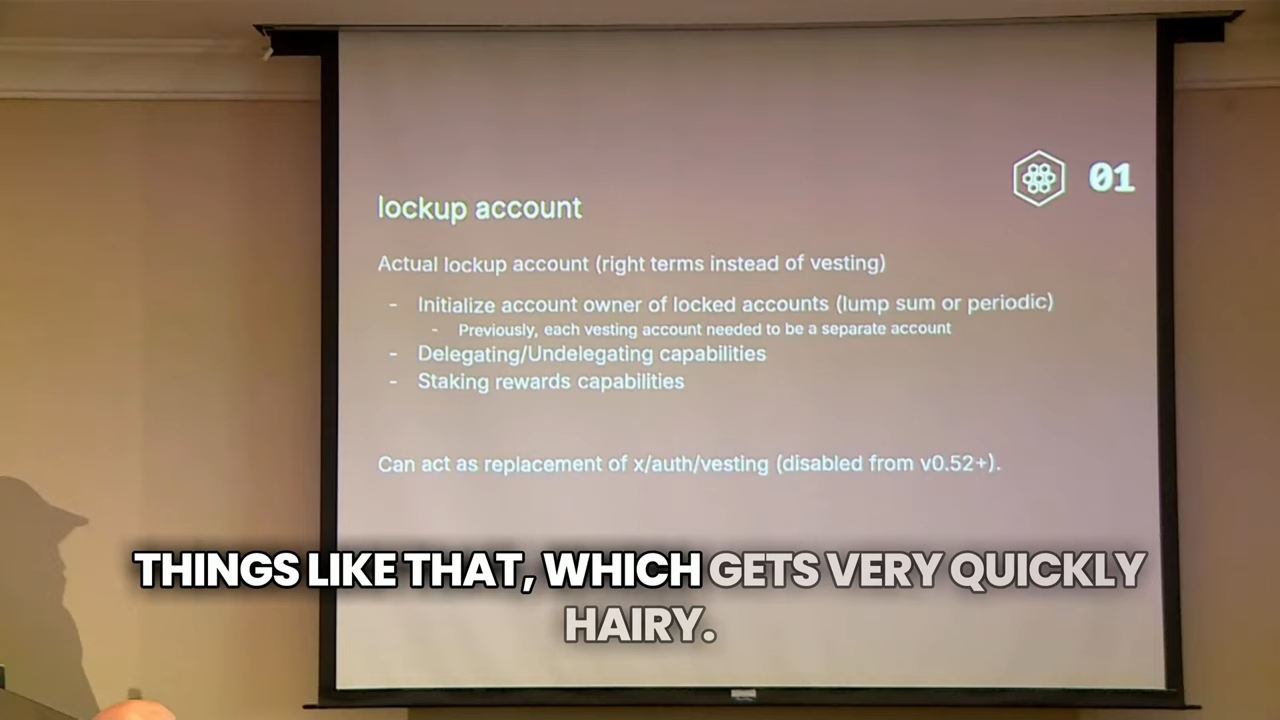 01
lockup account
Actual lockup account (right terms instead of vesting)
- Initialize account owner of locked accounts (lump sum or periodic)
- Previously, each vesting account needed to be a separate account
- Delegating/Undelegating capabilities
- Staking rewards capabilities
Can act as replacement of x/auth/vesting (disabled from v0.52+).
THINGS LIKE THAT, WHICH GETS VERY QUICKLY
HAIRY.